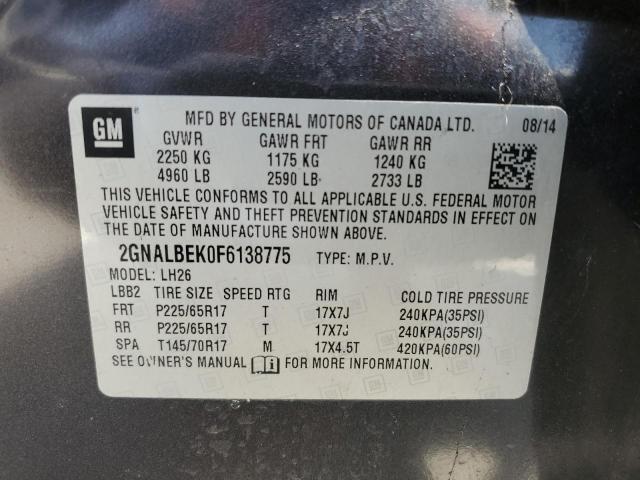 GM
MFD BY GENERAL MOTORS OF CANADA LTD. 08/14
GVWR GAWR FRT GAWR RR
2250 KG 1175 KG 1240 KG
4960 LB 2590 LB 2733 LB
THIS VEHICLE CONFORMS TO ALL APPLICABLE U.S. FEDERAL MOTOR
VEHICLE SAFETY AND THEFT PREVENTION STANDARDS IN EFFECT ON
THE DATE OF MANUFACTURE SHOWN ABOVE.
2GNALBEK0F6138775 TYPE: M.P.V.
MODEL: LH26
LBB2 TIRE SIZE SPEED RTG RIM COLD TIRE PRESSURE
FRT P225/65R17 T 17X7J 240KPA(35PSI)
RR P225/65R17 T 17X7J 240KPA(35PSI)
SPA T145/70R17 M 17X4.5T 420KPA(60PSI)
SEE OWNER'S MANUAL FOR MORE INFORMATION.